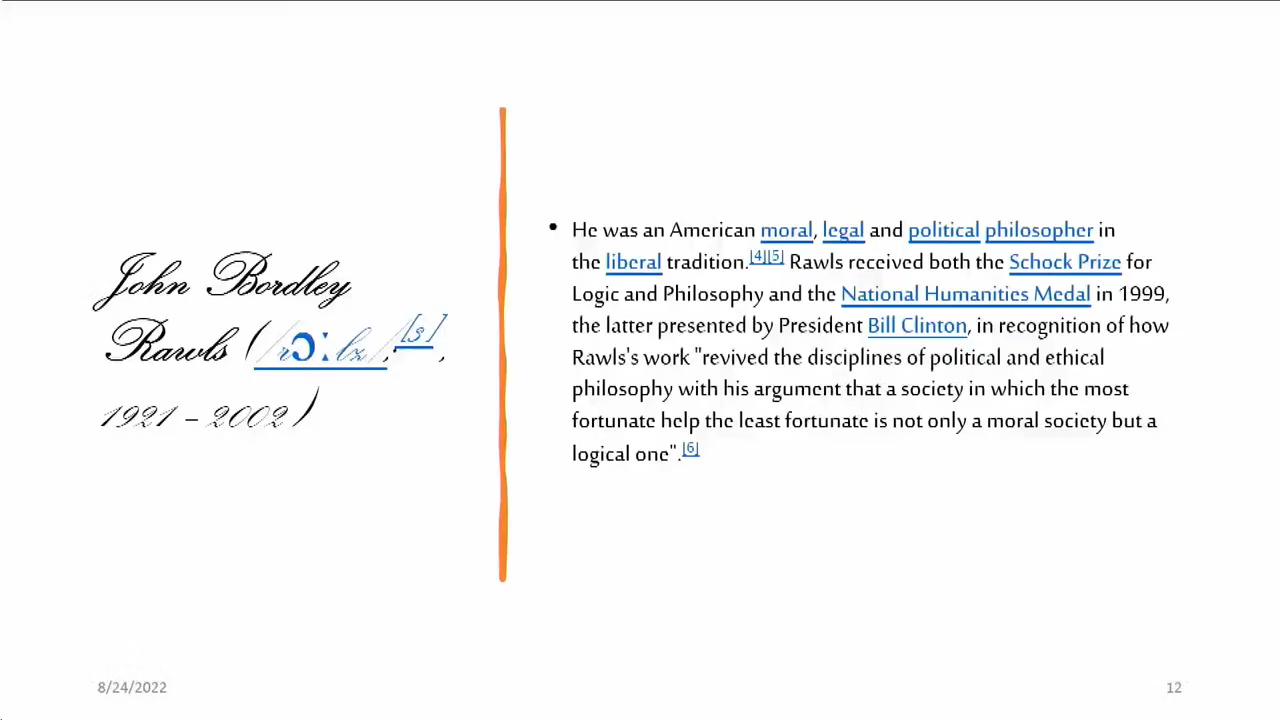 John Bordley
Rawls (/rɔːlz/;[3],
1921 – 2002)
• He was an American moral, legal and political philosopher in
the liberal tradition.[4][5] Rawls received both the Schock Prize for
Logic and Philosophy and the National Humanities Medal in 1999,
the latter presented by President Bill Clinton, in recognition of how
Rawls's work "revived the disciplines of political and ethical
philosophy with his argument that a society in which the most
fortunate help the least fortunate is not only a moral society but a
logical one".[6]
8/24/2022
12